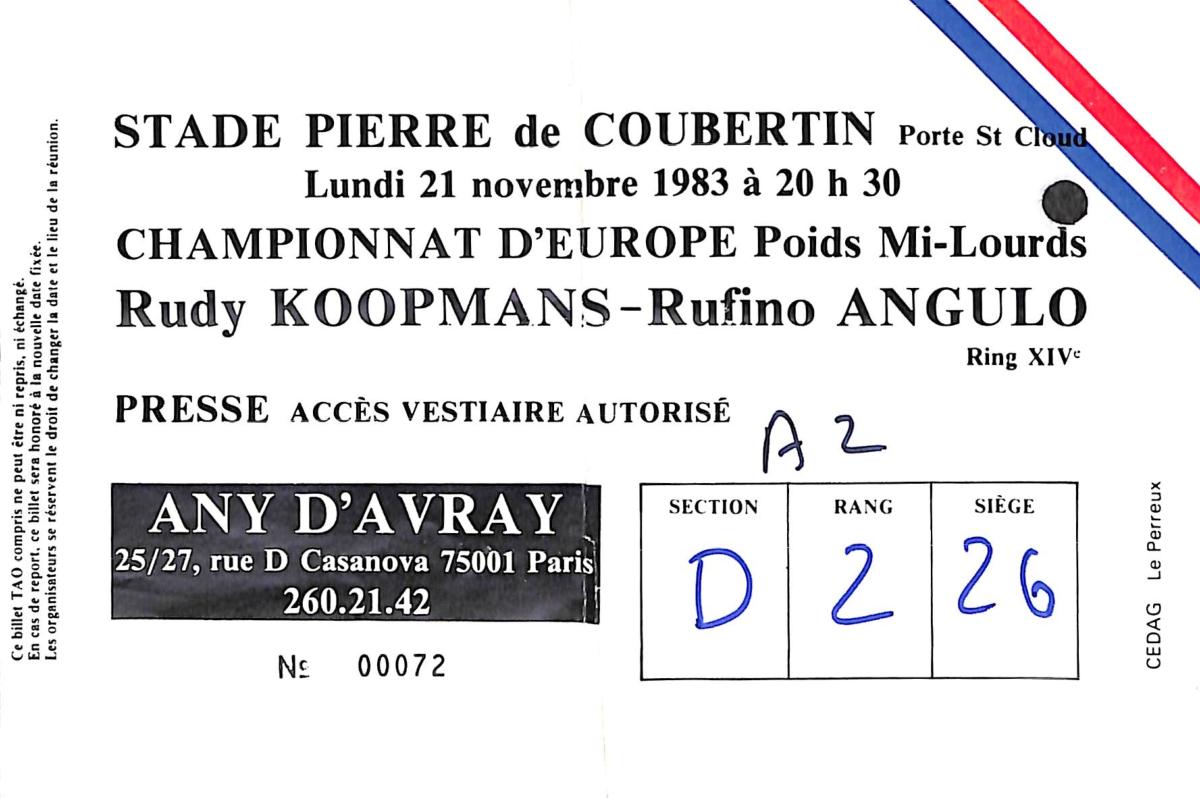 STADE PIERRE de COUBERTIN Porte St Cloud
Lundi 21 novembre 1983 à 20 h 30
CHAMPIONNAT D'EUROPE Poids Mi-Lourds
Rudy KOOPMANS – Rufino ANGULO
Ring XIVe
PRESSE ACCÈS VESTIAIRE AUTORISÉ
A 2
ANY D'AVRAY
25/27, rue D Casanova 75001 Paris
260.21.42
SECTION RANG SIÈGE
D 2 26
Nº 00072
Ce billet TAO compris ne peut être ni repris, ni échangé.
En cas de report, ce billet sera honoré à la nouvelle date fixée.
Les organisateurs se réservent le droit de changer la date et le lieu de la réunion.
CEDAG Le Perreux